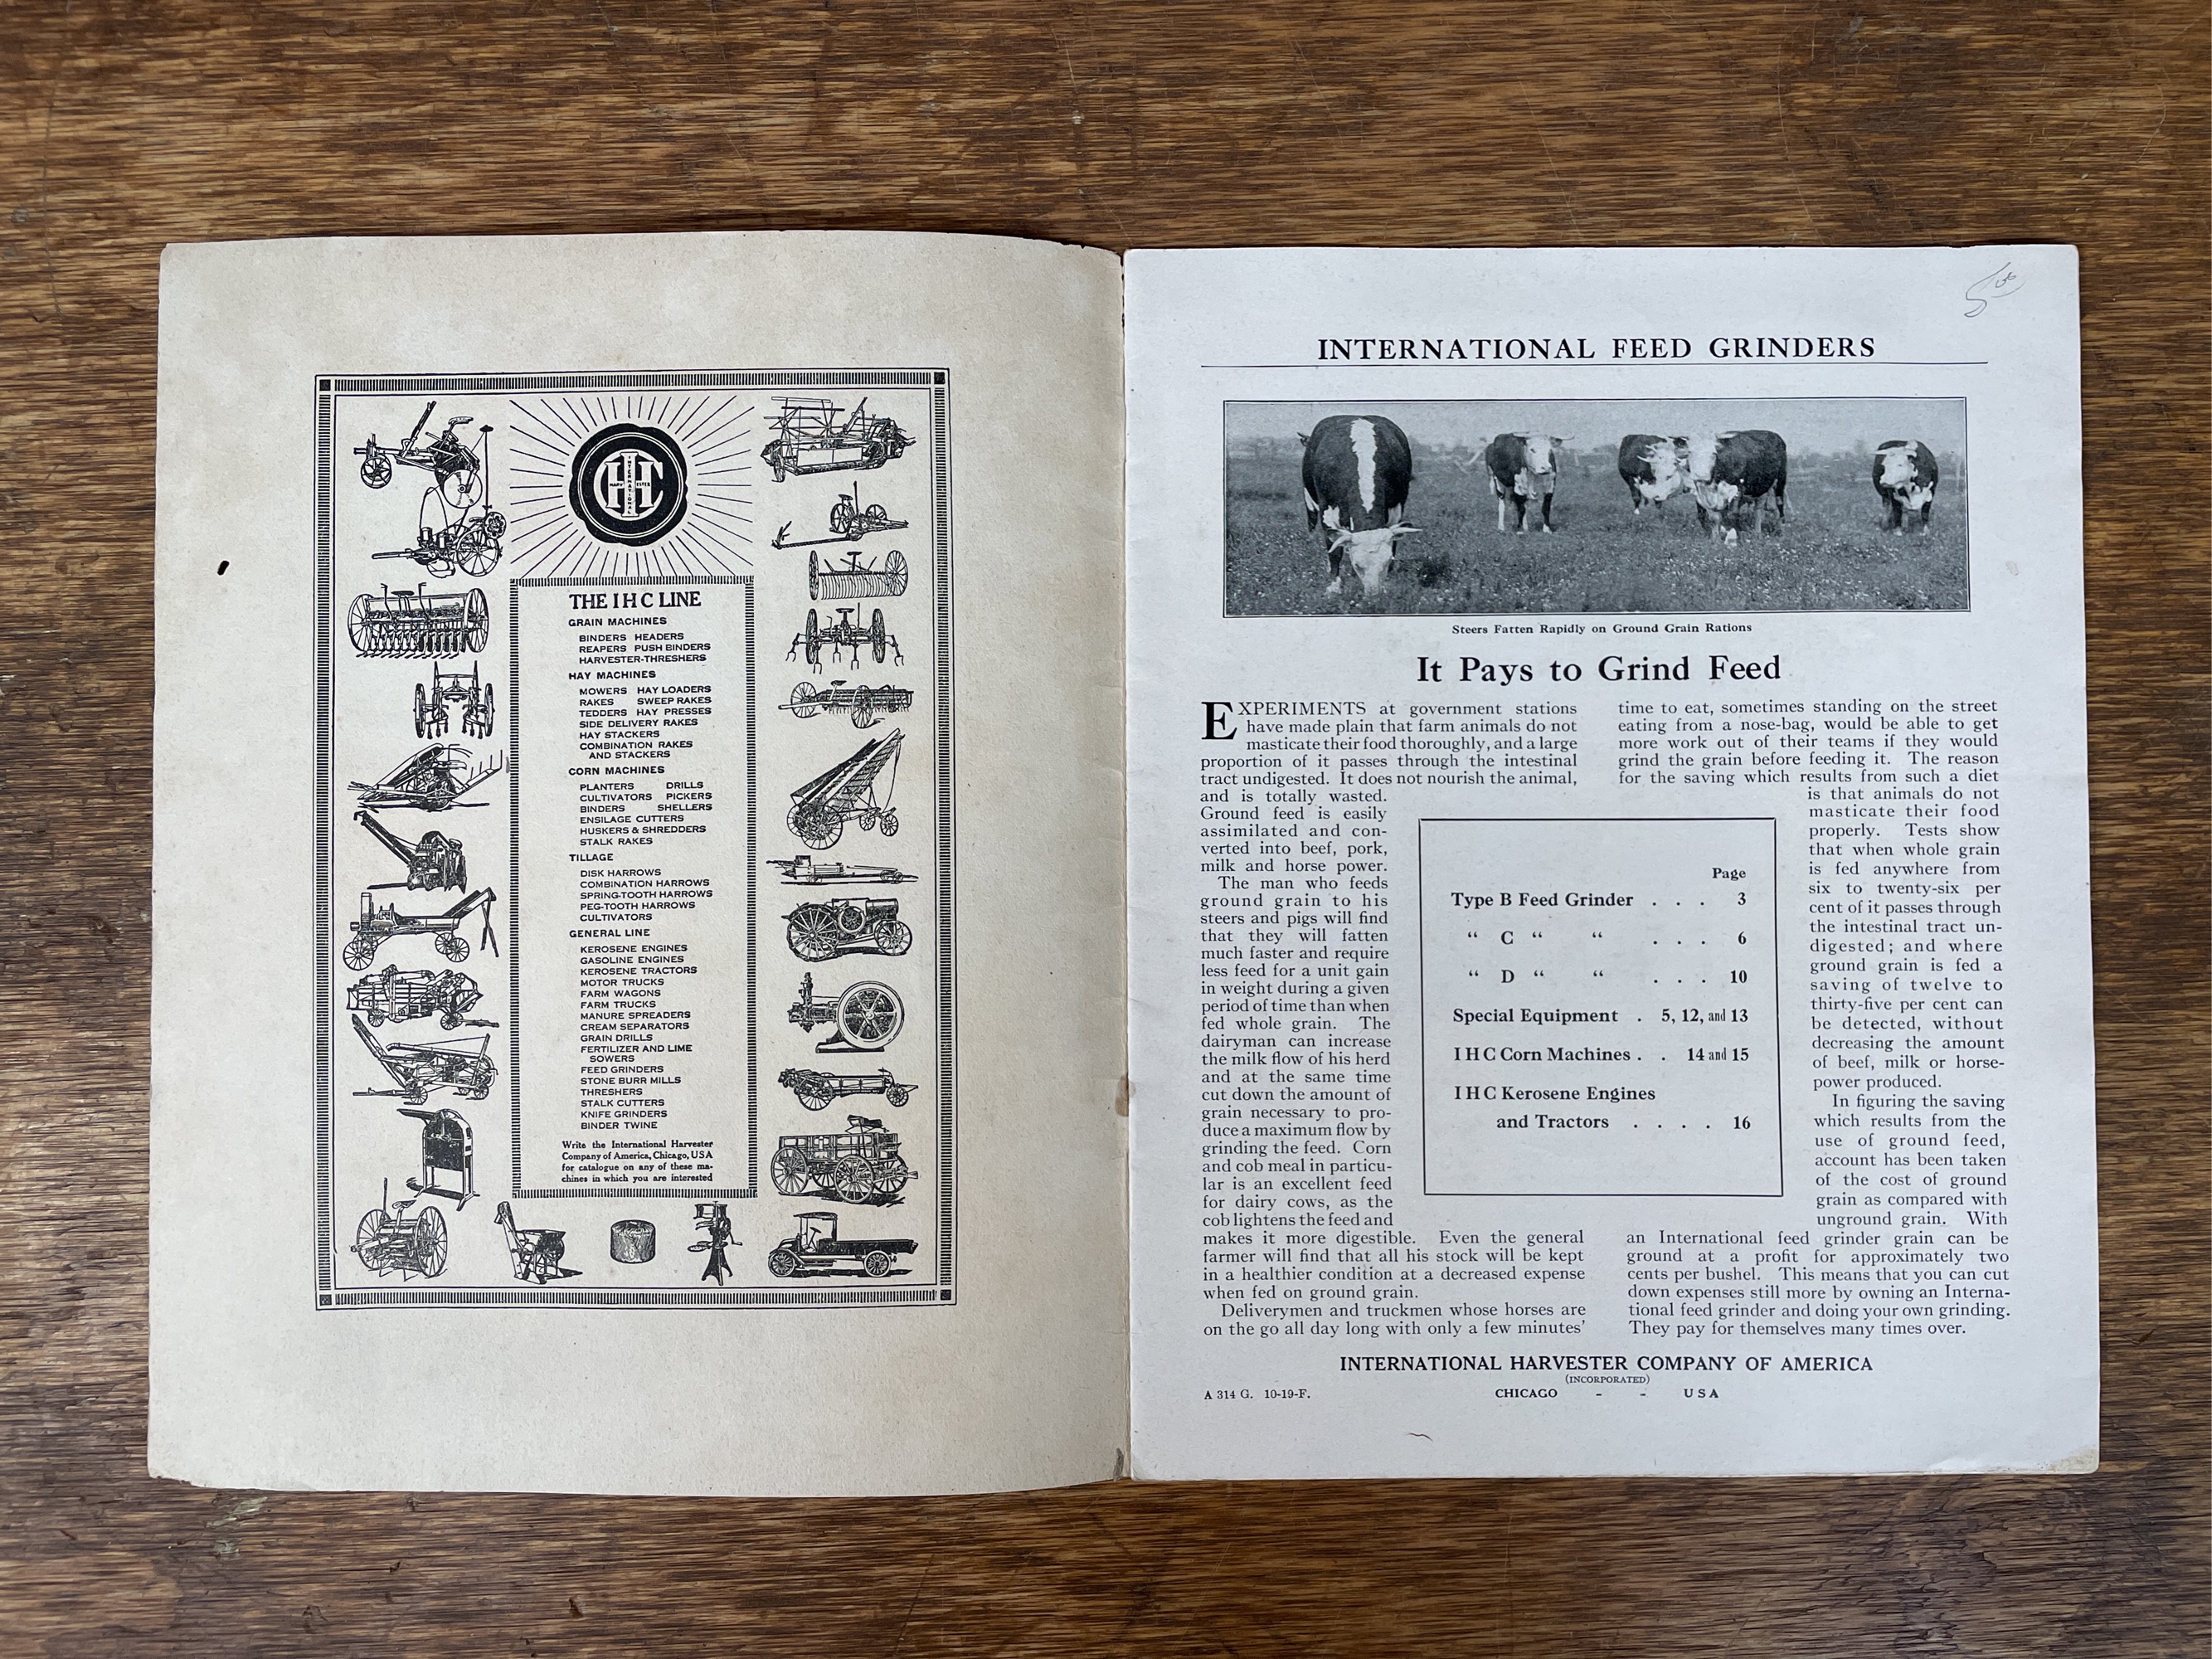 INTERNATIONAL
HARVESTER
IHC
THE I H C LINE
GRAIN MACHINES
BINDERS HEADERS
REAPERS PUSH BINDERS
HARVESTER-THRESHERS
HAY MACHINES
MOWERS HAY LOADERS
RAKES SWEEP RAKES
TEDDERS HAY PRESSES
SIDE DELIVERY RAKES
HAY STACKERS
COMBINATION RAKES
AND STACKERS
CORN MACHINES
PLANTERS DRILLS
CULTIVATORS PICKERS
BINDERS SHELLERS
ENSILAGE CUTTERS
HUSKERS & SHREDDERS
STALK RAKES
TILLAGE
DISK HARROWS
COMBINATION HARROWS
SPRING-TOOTH HARROWS
PEG-TOOTH HARROWS
CULTIVATORS
GENERAL LINE
KEROSENE ENGINES
GASOLINE ENGINES
KEROSENE TRACTORS
MOTOR TRUCKS
FARM WAGONS
FARM TRUCKS
MANURE SPREADERS
CREAM SEPARATORS
GRAIN DRILLS
FERTILIZER AND LIME
SOWERS
FEED GRINDERS
STONE BURR MILLS
THRESHERS
STALK CUTTERS
KNIFE GRINDERS
BINDER TWINE
Write the International Harvester
Company of America, Chicago, USA
for catalogue on any of these ma-
chines in which you are interested
5 00
INTERNATIONAL FEED GRINDERS
Steers Fatten Rapidly on Ground Grain Rations
It Pays to Grind Feed
EXPERIMENTS at government stations
have made plain that farm animals do not
masticate their food thoroughly, and a large
proportion of it passes through the intestinal
tract undigested. It does not nourish the animal,
and is totally wasted.
Ground feed is easily
assimilated and con-
verted into beef, pork,
milk and horse power.
The man who feeds
ground grain to his
steers and pigs will find
that they will fatten
much faster and require
less feed for a unit gain
in weight during a given
period of time than when
fed whole grain. The
dairyman can increase
the milk flow of his herd
and at the same time
cut down the amount of
grain necessary to pro-
duce a maximum flow by
grinding the feed. Corn
and cob meal in particu-
lar is an excellent feed
for dairy cows, as the
cob lightens the feed and
makes it more digestible. Even the general
farmer will find that all his stock will be kept
in a healthier condition at a decreased expense
when fed on ground grain.
Deliverymen and truckmen whose horses are
on the go all day long with only a few minutes'
time to eat, sometimes standing on the street
eating from a nose-bag, would be able to get
more work out of their teams if they would
grind the grain before feeding it. The reason
for the saving which results from such a diet
is that animals do not
masticate their food
properly. Tests show
that when whole grain
is fed anywhere from
six to twenty-six per
cent of it passes through
the intestinal tract un-
digested; and where
ground grain is fed a
saving of twelve to
thirty-five per cent can
be detected, without
decreasing the amount
of beef, milk or horse-
power produced.
In figuring the saving
which results from the
use of ground feed,
account has been taken
of the cost of ground
grain as compared with
unground grain. With
an International feed grinder grain can be
ground at a profit for approximately two
cents per bushel. This means that you can cut
down expenses still more by owning an Interna-
tional feed grinder and doing your own grinding.
They pay for themselves many times over.
Page
Type B Feed Grinder . . . 3
“ C “ “ . . . 6
“ D “ “ . . . 10
Special Equipment . 5, 12, and 13
I H C Corn Machines . . 14 and 15
I H C Kerosene Engines
and Tractors . . . . 16
INTERNATIONAL HARVESTER COMPANY OF AMERICA
(INCORPORATED)
A 314 G. 10-19-F. CHICAGO - - U S A